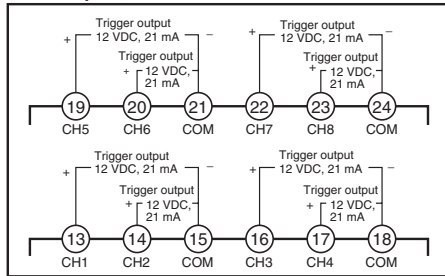 Trigger output Trigger output
+ 12 VDC, 21 mA – + 12 VDC, 21 mA –
Trigger output Trigger output
+ 12 VDC, + 12 VDC,
21 mA 21 mA
19 20 21 22 23 24
CH5 CH6 COM CH7 CH8 COM
Trigger output Trigger output
+ 12 VDC, 21 mA – + 12 VDC, 21 mA –
Trigger output Trigger output
+ 12 VDC, + 12 VDC,
21 mA 21 mA
13 14 15 16 17 18
CH1 CH2 COM CH3 CH4 COM